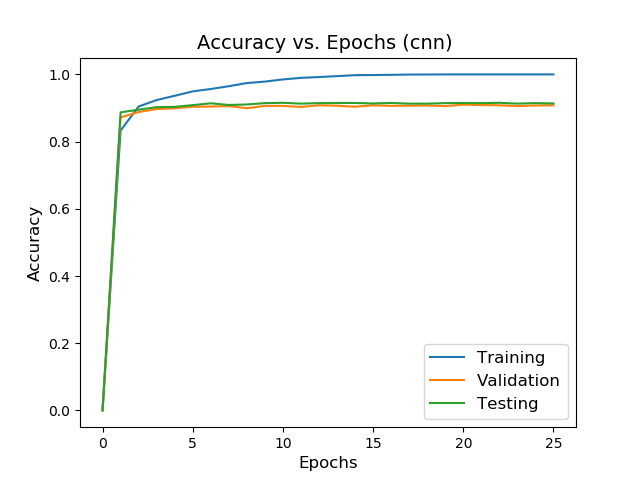 Accuracy vs. Epochs (cnn)
1.0
0.8
0.6
0.4
0.2
0.0
Accuracy
0 5 10 15 20 25
Epochs
Training
Validation
Testing